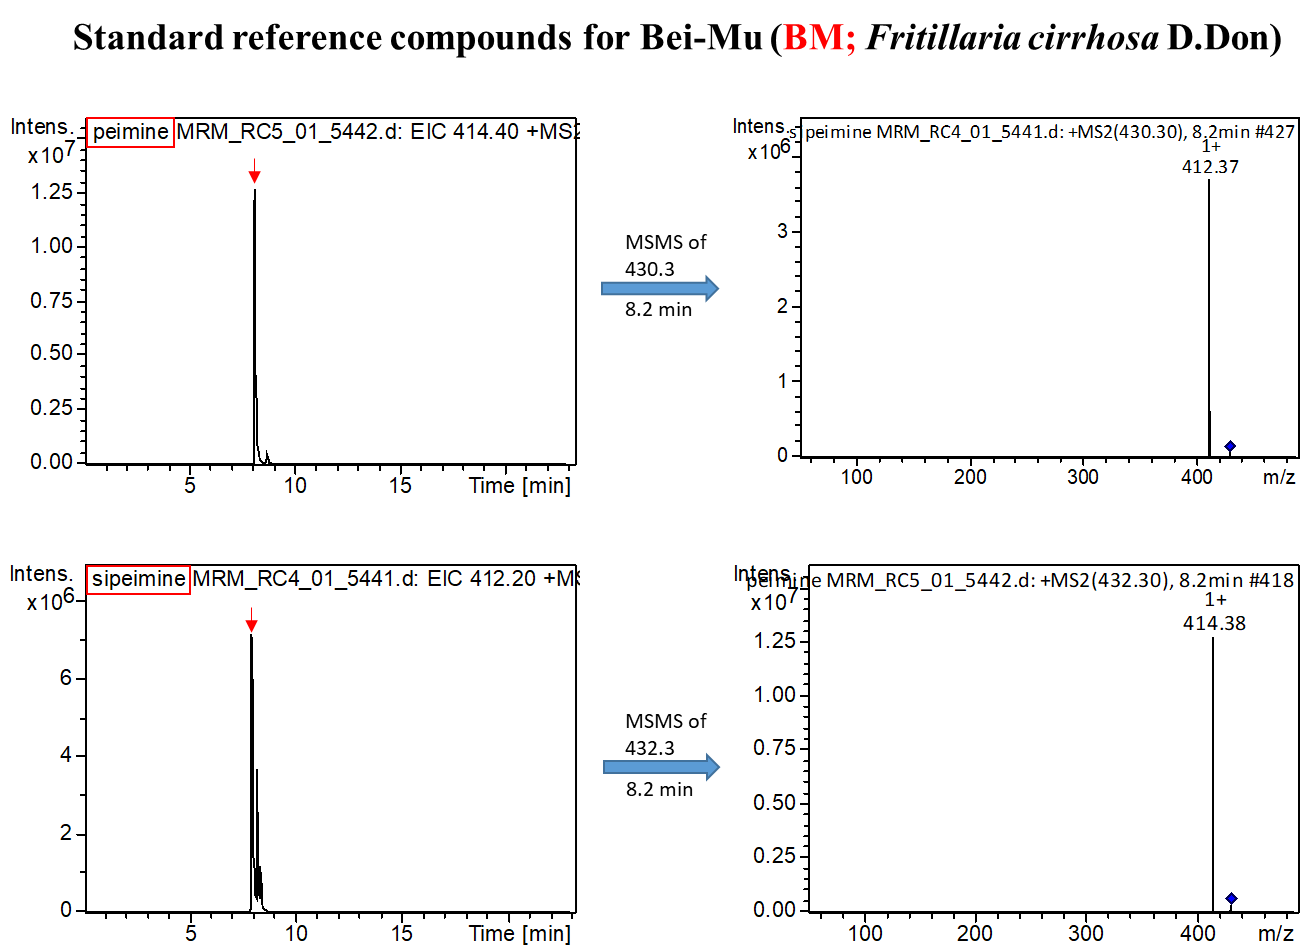 Standard reference compounds for Bei-Mu (BM; Fritillaria cirrhosa D.Don)
Intens.
x10^7
peimine MRM_RC5_01_5442.d: EIC 414.40 +MS2
1.25
1.00
0.75
0.50
0.25
0.00
5
10
15
Time [min]
MSMS of
430.3
8.2 min
Intens.
x10^6
sipeimine MRM_RC4_01_5441.d: +MS2(430.30), 8.2min #427
1+
412.37
3
2
1
0
100
200
300
400
m/z
Intens.
x10^6
sipeimine MRM_RC4_01_5441.d: EIC 412.20 +MS
6
4
2
0
5
10
15
Time [min]
MSMS of
432.3
8.2 min
Intens.
x10^7
peimine MRM_RC5_01_5442.d: +MS2(432.30), 8.2min #418
1+
414.38
1.25
1.00
0.75
0.50
0.25
0.00
100
200
300
400
m/z